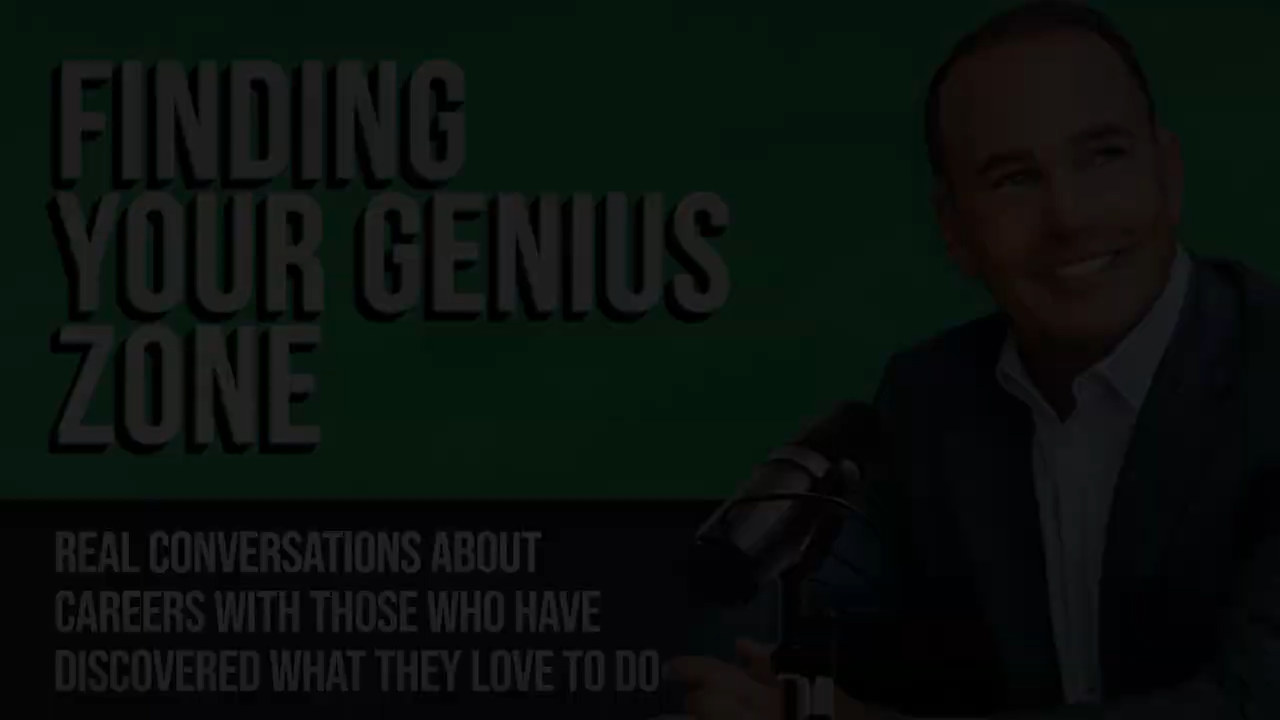 FINDING
YOUR GENIUS
ZONE
REAL CONVERSATIONS ABOUT
CAREERS WITH THOSE WHO HAVE
DISCOVERED WHAT THEY LOVE TO DO